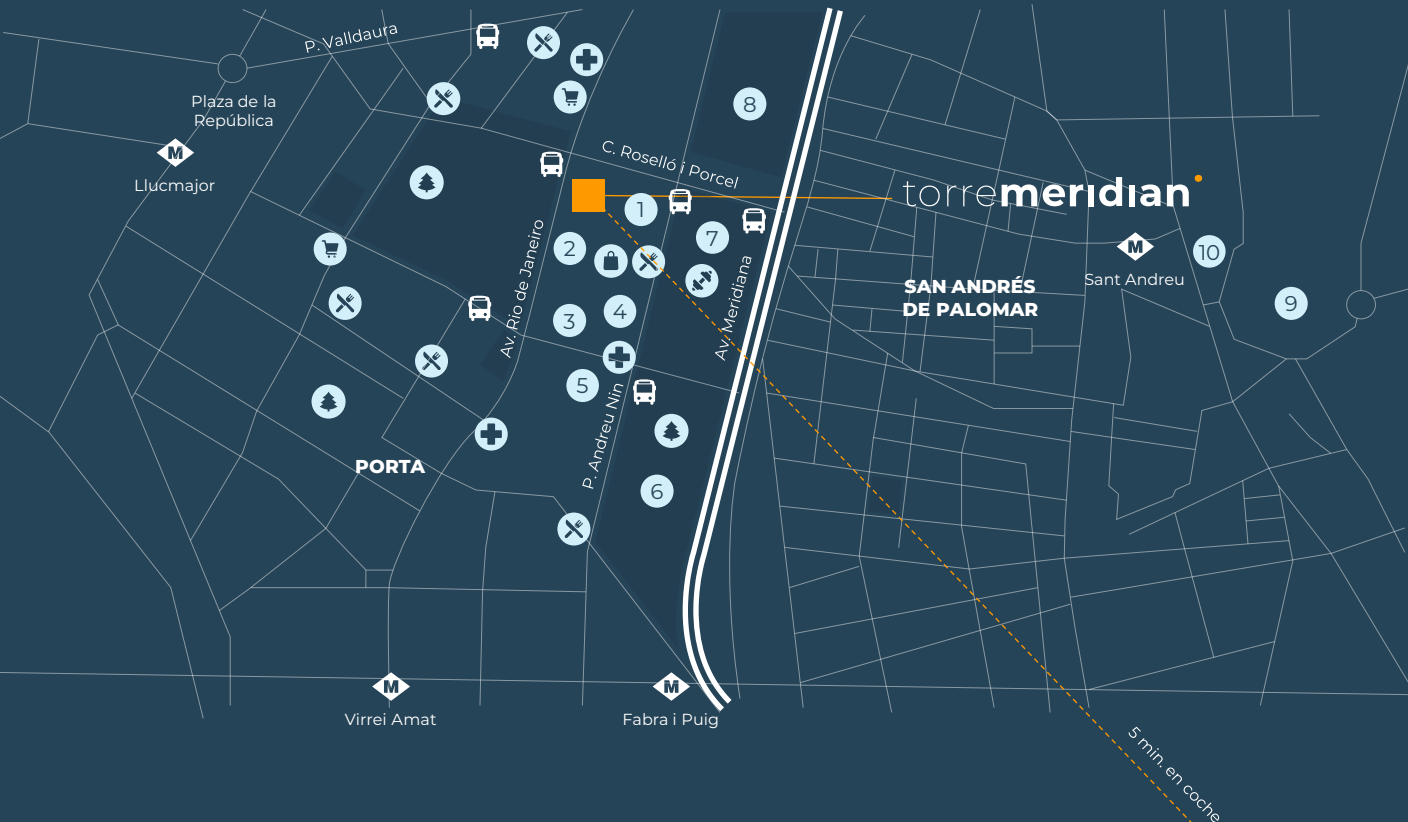 P. Valldaura
Plaza de la
República
M
Llucmajor
8
C. Roselló i Porcel
torremeridian
1
7
2
M
Sant Andreu
10
Av. Rio de Janeiro
Av. Meridiana
SAN ANDRÉS
DE PALOMAR
9
3
4
5
P. Andreu Nin
PORTA
6
M
Virrei Amat
M
Fabra i Puig
5 min. en coche